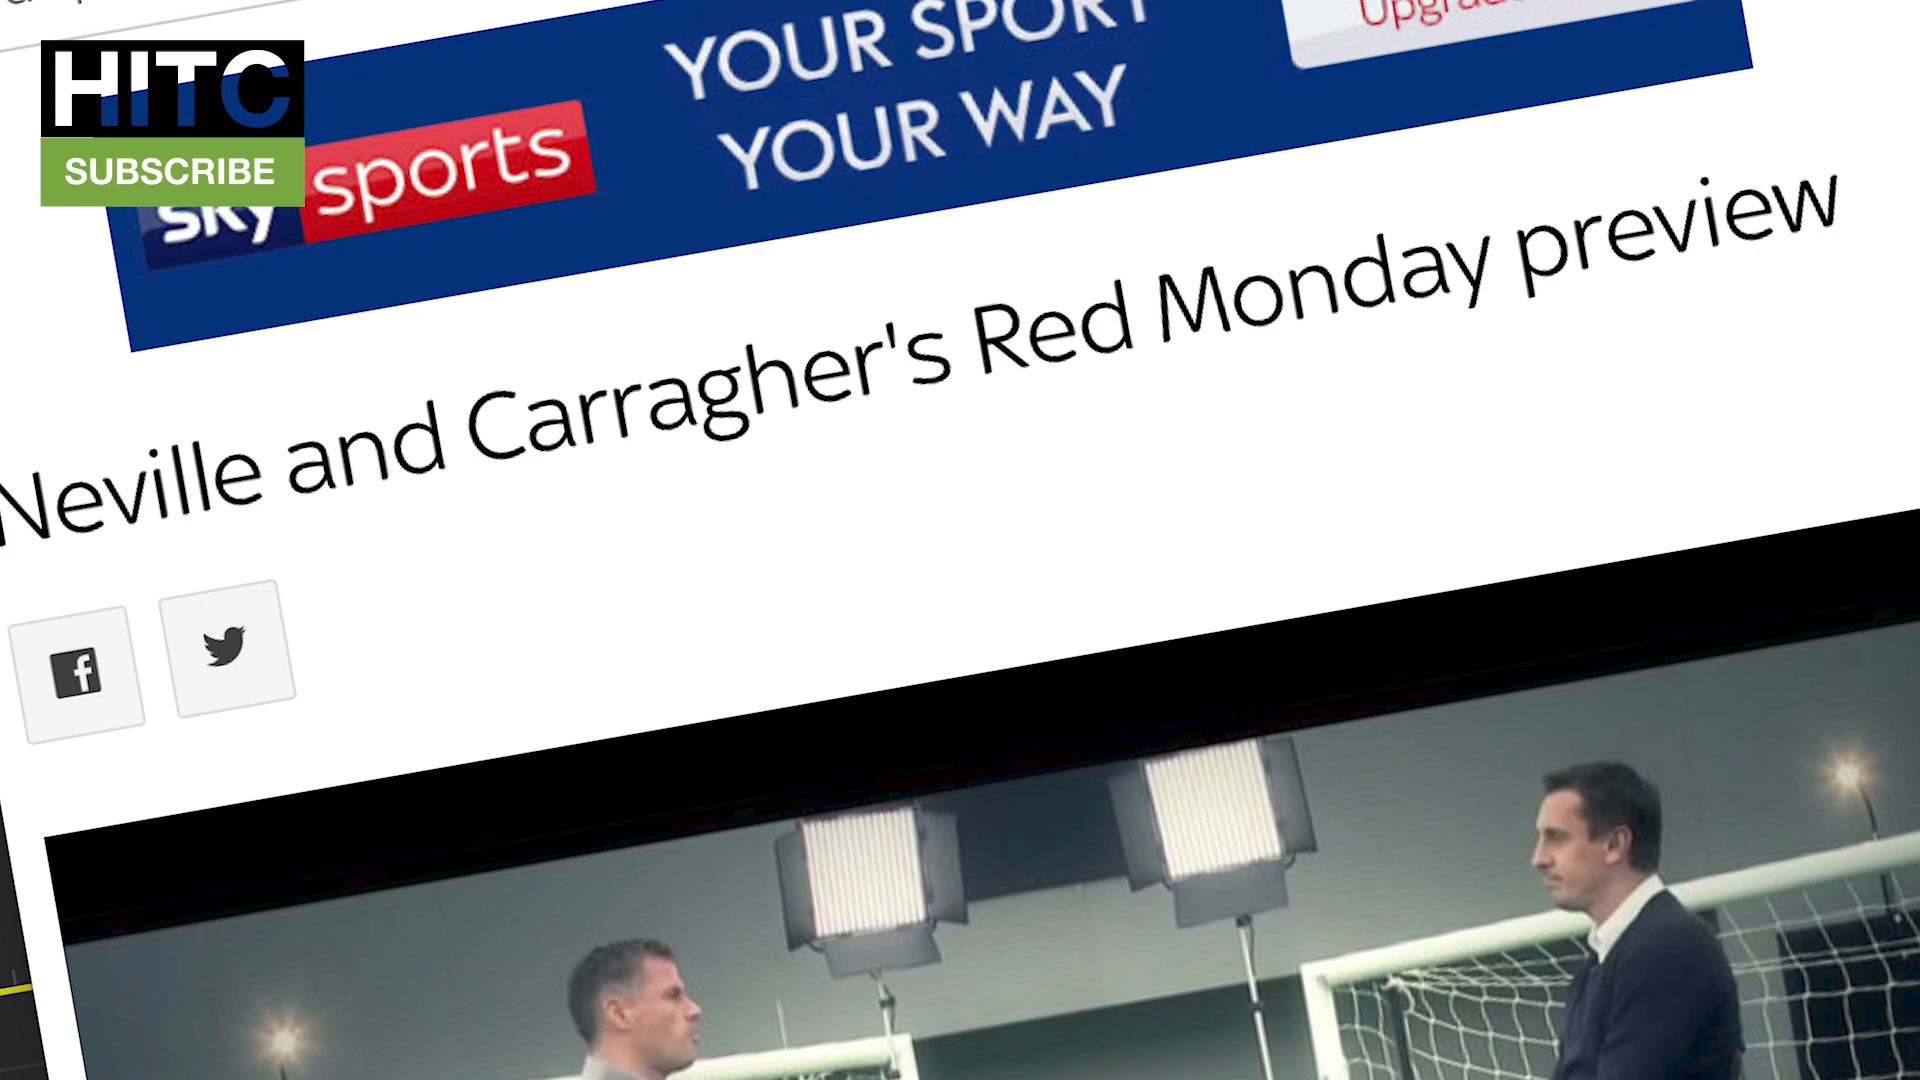 YOUR SPORT
YOUR WAY
HITC
SUBSCRIBE
sky sports
Neville and Carragher's Red Monday preview
f